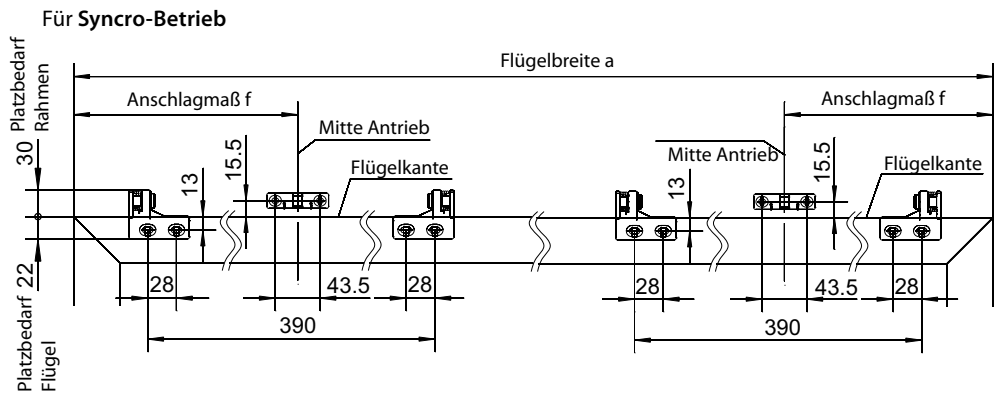 Für Syncro-Betrieb
Flügelbreite a
Platzbedarf
Rahmen
Anschlagmaß f
Anschlagmaß f
Mitte Antrieb
Mitte Antrieb
Flügelkante
Flügelkante
30
13
15.5
13
15.5
22
28
43.5
28
28
43.5
28
390
390
Platzbedarf
Flügel